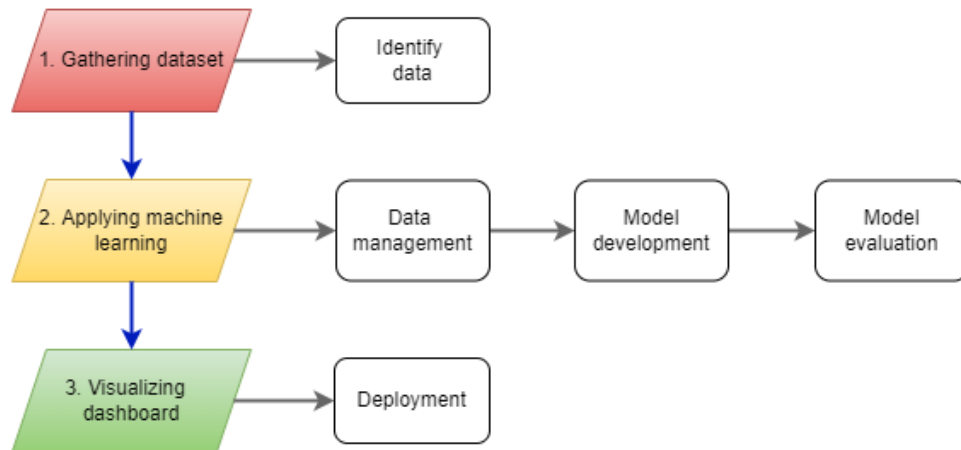 1. Gathering dataset
Identify
data
2. Applying machine
learning
Data
management
Model
development
Model
evaluation
3. Visualizing
dashboard
Deployment